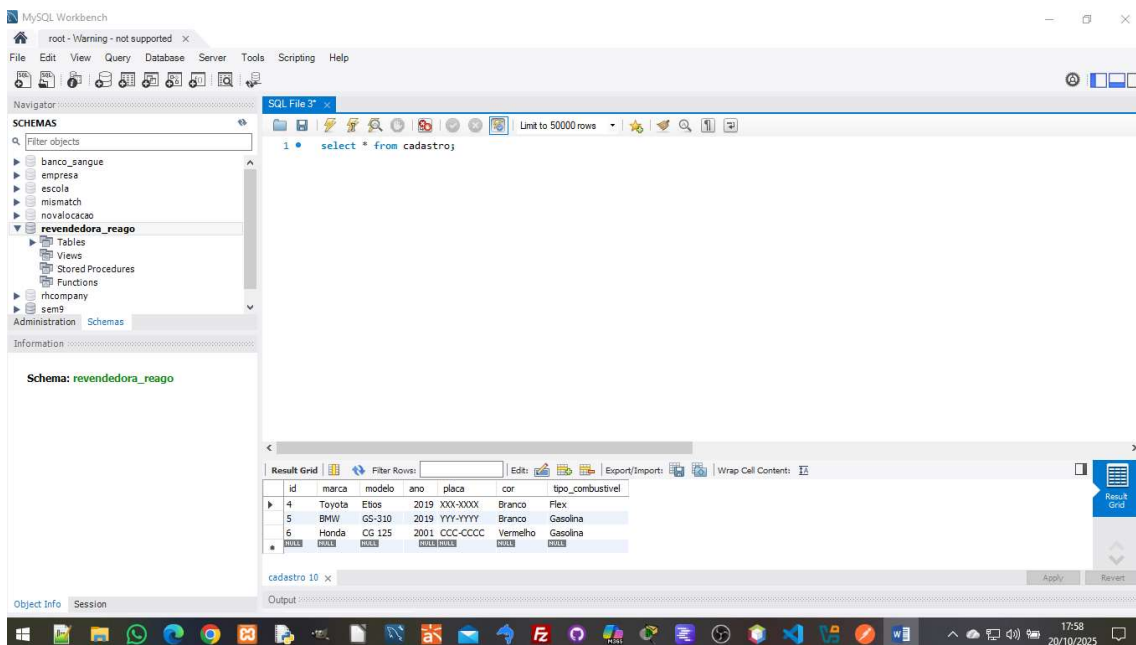 MySQL Workbench
root - Warning - not supported ×
File Edit View Query Database Server Tools Scripting Help
Navigator
SQL File 3* ×
SCHEMAS
Filter objects
banco_sangue
empresa
escola
mismatch
novalocacao
revendedora_reago
Tables
Views
Stored Procedures
Functions
rhcompany
sem9
Administration Schemas
Information
Schema: revendedora_reago
Object Info Session
Limit to 50000 rows
1 select * from cadastro;
Result Grid Filter Rows: Edit: Export/Import: Wrap Cell Content:
id marca modelo ano placa cor tipo_combustivel
4 Toyota Etios 2019 XXX-XXXX Branco Flex
5 BMW GS-310 2019 YYY-YYYY Branco Gasolina
6 Honda CG 125 2001 CCC-CCCC Vermelho Gasolina
NULL NULL NULL NULL NULL NULL NULL
Result Grid
cadastro 10 ×
Apply Revert
Output
17:58
20/10/2025